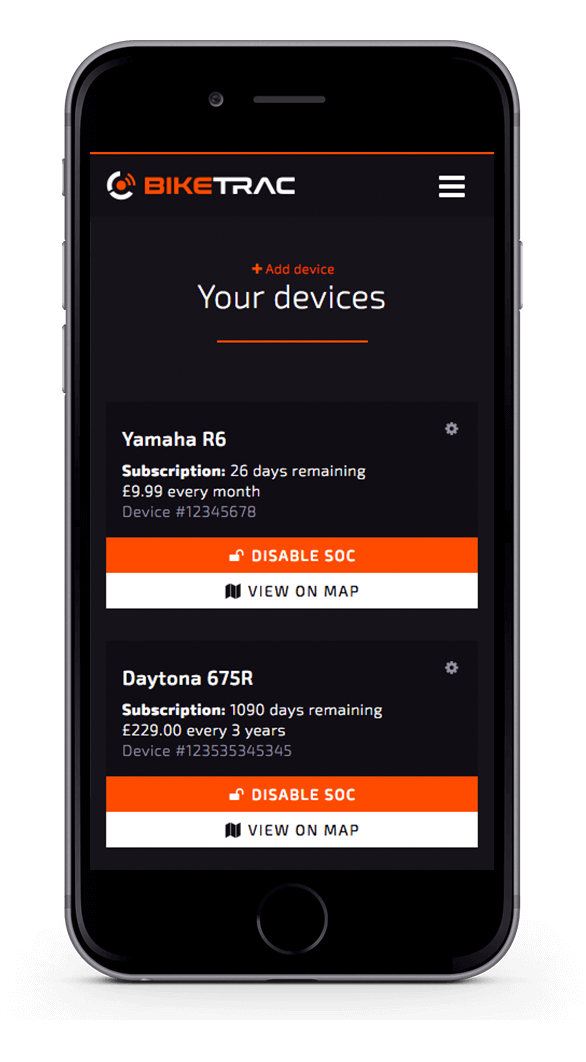 BIKETRAC
+ Add device
Your devices
Yamaha R6
Subscription: 26 days remaining
£9.99 every month
Device #12345678
DISABLE SOC
VIEW ON MAP
Daytona 675R
Subscription: 1090 days remaining
£229.00 every 3 years
Device #123535345345
DISABLE SOC
VIEW ON MAP